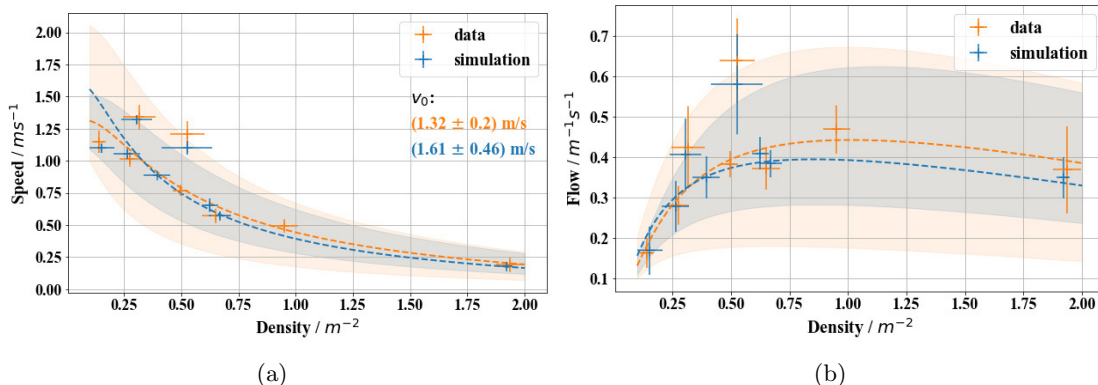 2.00
1.75
1.50
1.25
1.00
0.75
0.50
0.25
0.00
Speed / ms⁻¹
data
simulation
v₀:
(1.32 ± 0.2) m/s
(1.61 ± 0.46) m/s
0.25 0.50 0.75 1.00 1.25 1.50 1.75 2.00
Density / m⁻²
(a)
0.7
0.6
0.5
0.4
0.3
0.2
0.1
Flow / m⁻¹s⁻¹
data
simulation
0.25 0.50 0.75 1.00 1.25 1.50 1.75 2.00
Density / m⁻²
(b)